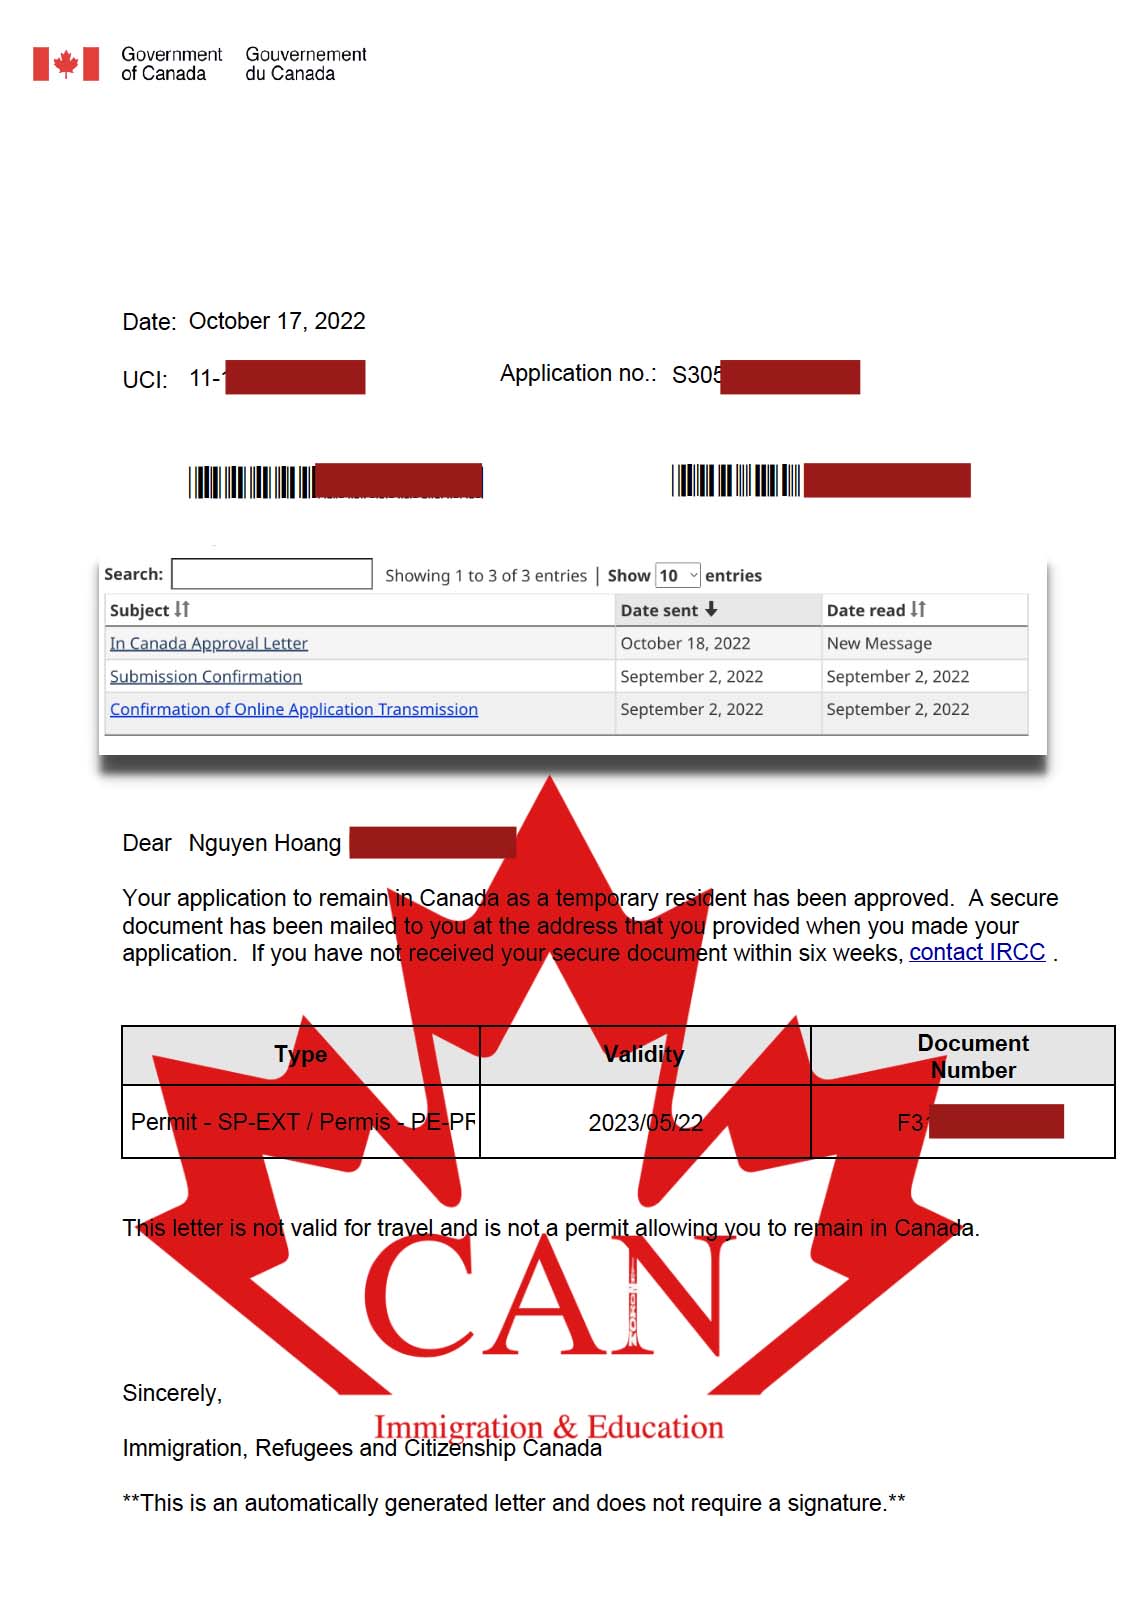 Government
of Canada
Gouvernement
du Canada
Date: October 17, 2022
UCI: 11-
Application no.: S305
Search: Showing 1 to 3 of 3 entries | Show 10 entries
Subject Date sent Date read
In Canada Approval Letter October 18, 2022 New Message
Submission Confirmation September 2, 2022 September 2, 2022
Confirmation of Online Application Transmission September 2, 2022 September 2, 2022
Dear Nguyen Hoang
Your application to remain in Canada as a temporary resident has been approved. A secure
document has been mailed to you at the address that you provided when you made your
application. If you have not received your secure document within six weeks, contact IRCC .
Type Validity Document
Number
Permit - SP-EXT / Permis - PE-PR 2023/05/22 F3
This letter is not valid for travel and is not a permit allowing you to remain in Canada.
CAN
Immigration & Education
Sincerely,
Immigration, Refugees and Citizenship Canada
**This is an automatically generated letter and does not require a signature.**